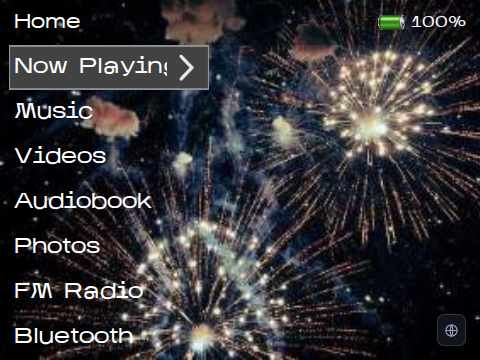 Home
100%
Now Playing
Music
Videos
Audiobook
Photos
FM Radio
Bluetooth